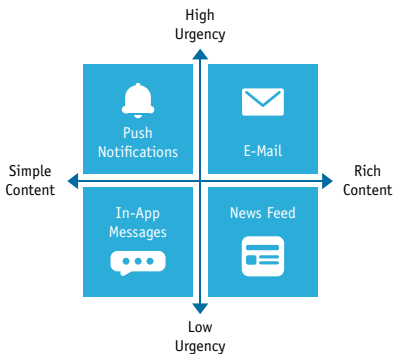 High
Urgency
Push
Notifications
E-Mail
Simple
Content
Rich
Content
In-App
Messages
News Feed
Low
Urgency